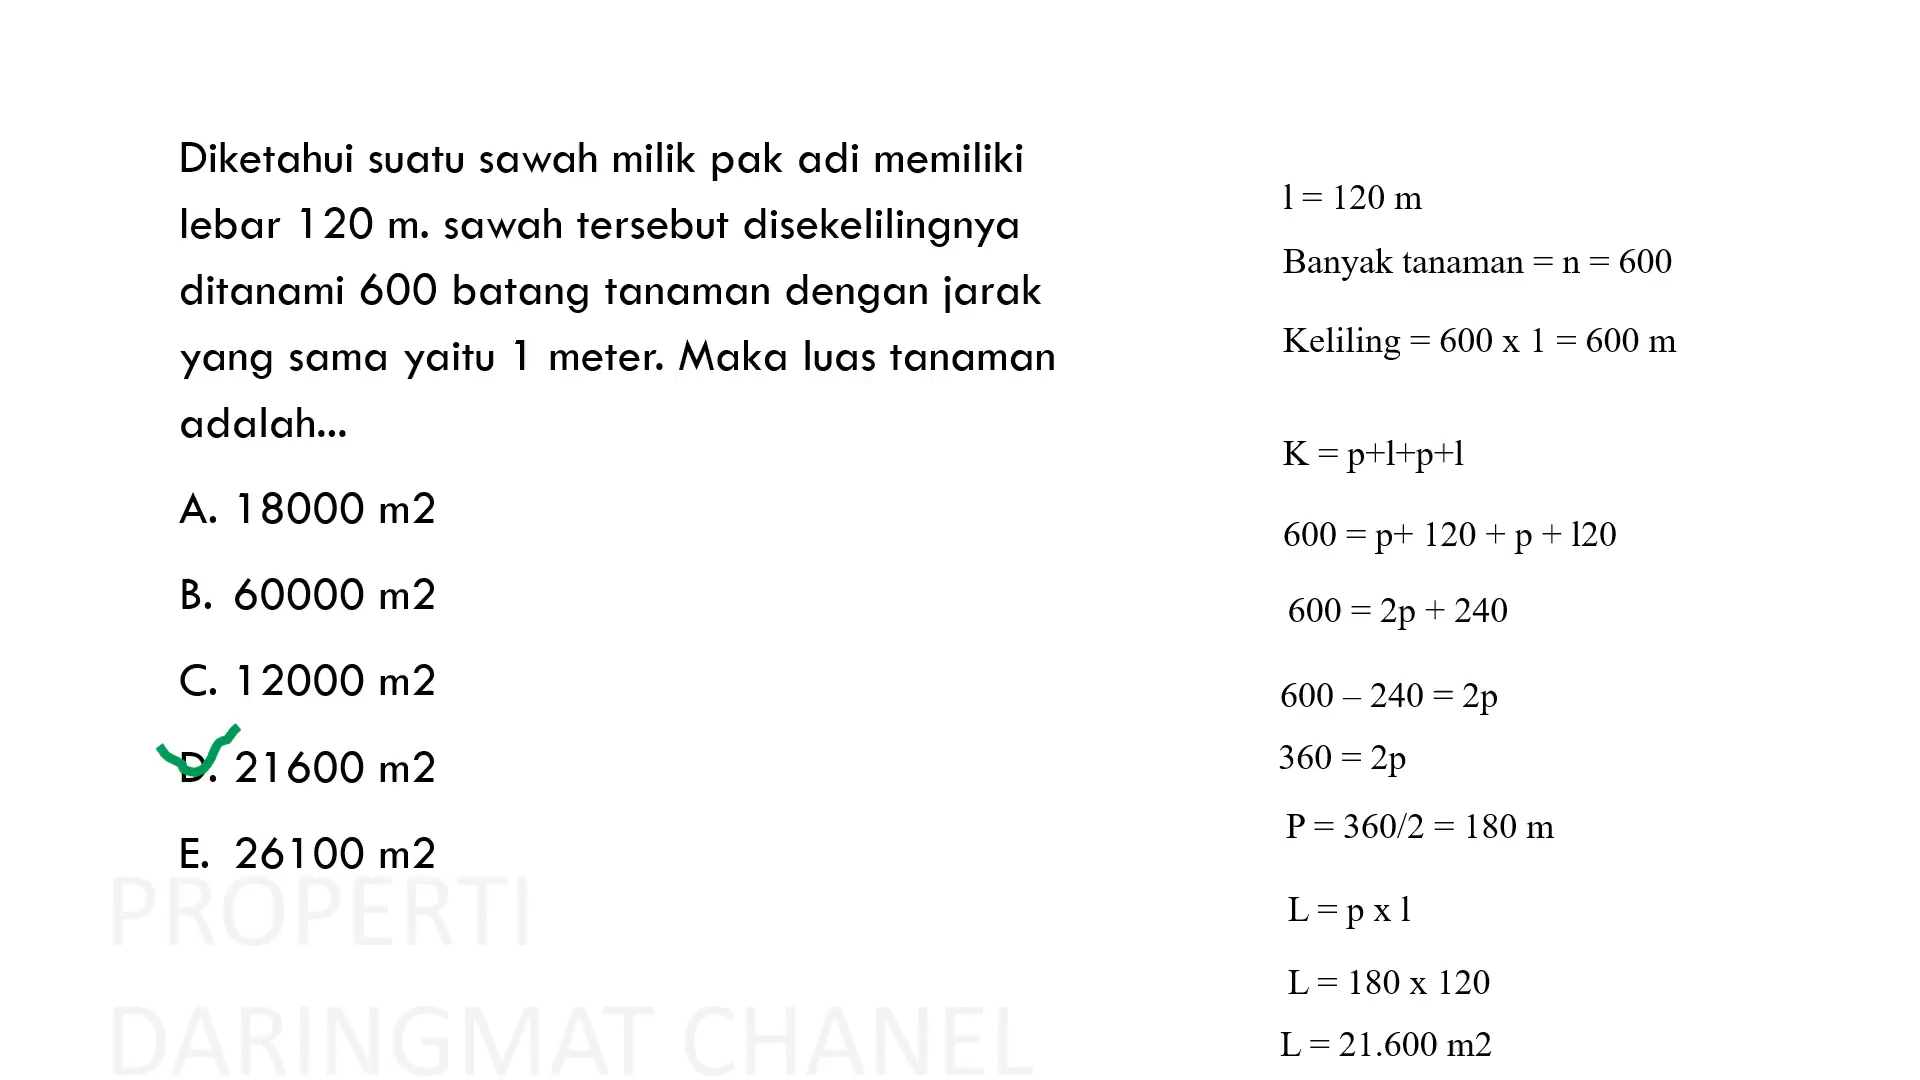 Diketahui suatu sawah milik pak adi memiliki
lebar 120 m. sawah tersebut disekelilingnya
ditanami 600 batang tanaman dengan jarak
yang sama yaitu 1 meter. Maka luas tanaman
adalah...
A. 18000 m2
B. 60000 m2
C. 12000 m2
D. 21600 m2
E. 26100 m2
l = 120 m
Banyak tanaman = n = 600
Keliling = 600 x 1 = 600 m
K = p+l+p+l
600 = p+ 120 + p + l20
600 = 2p + 240
600 – 240 = 2p
360 = 2p
P = 360/2 = 180 m
L = p x l
L = 180 x 120
L = 21.600 m2
PROPERTI
DARINGMAT CHANEL